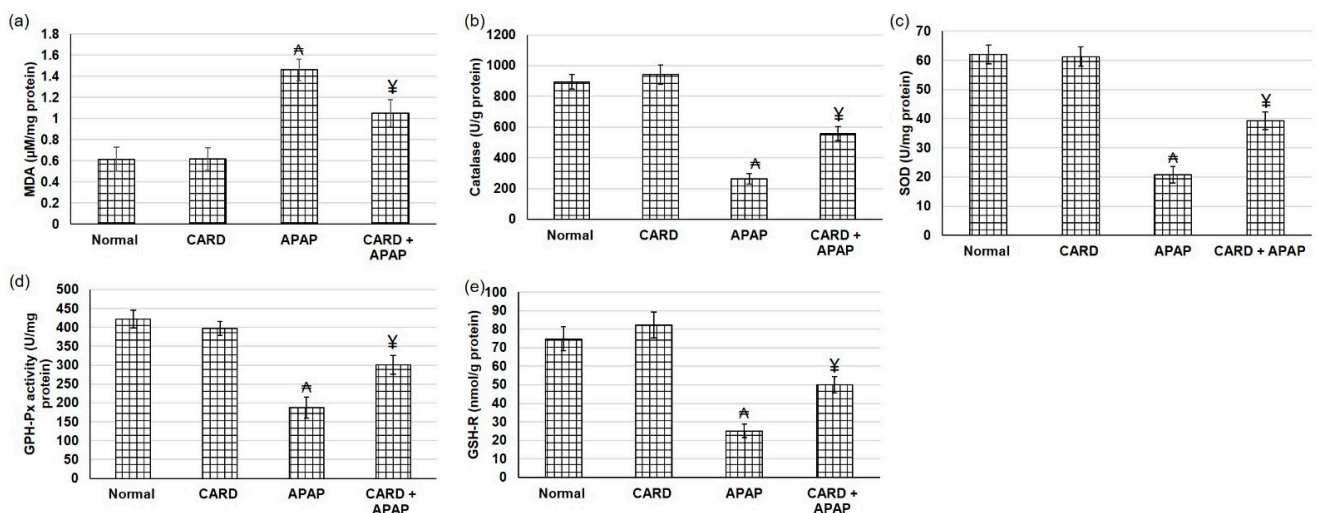 (a)
MDA (µM/mg protein)
1.8
1.6
1.4
1.2
1
0.8
0.6
0.4
0.2
0
₳
¥
Normal
CARD
APAP
CARD +
APAP
(b)
Catalase (U/g protein)
1200
1000
800
600
400
200
0
₳
¥
Normal
CARD
APAP
CARD +
APAP
(c)
SOD (U/mg protein)
70
60
50
40
30
20
10
0
₳
¥
Normal
CARD
APAP
CARD + APAP
(d)
GPH-Px activity (U/mg
protein)
500
450
400
350
300
250
200
150
100
50
0
₳
¥
Normal
CARD
APAP
CARD +
APAP
(e)
GSH-R (nmol/g protein)
100
90
80
70
60
50
40
30
20
10
0
₳
¥
Normal
CARD
APAP
CARD +
APAP